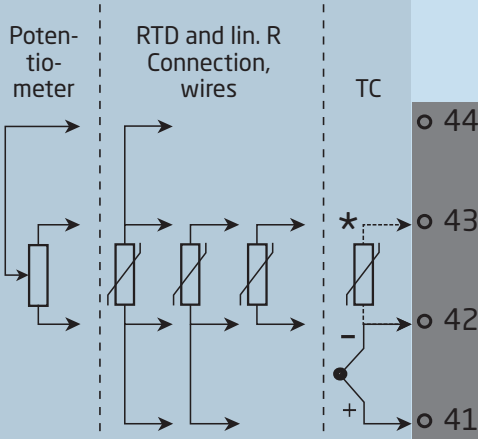 Poten-
tio-
meter
RTD and lin. R
Connection,
wires
TC
44
*
43
-
42
+
41